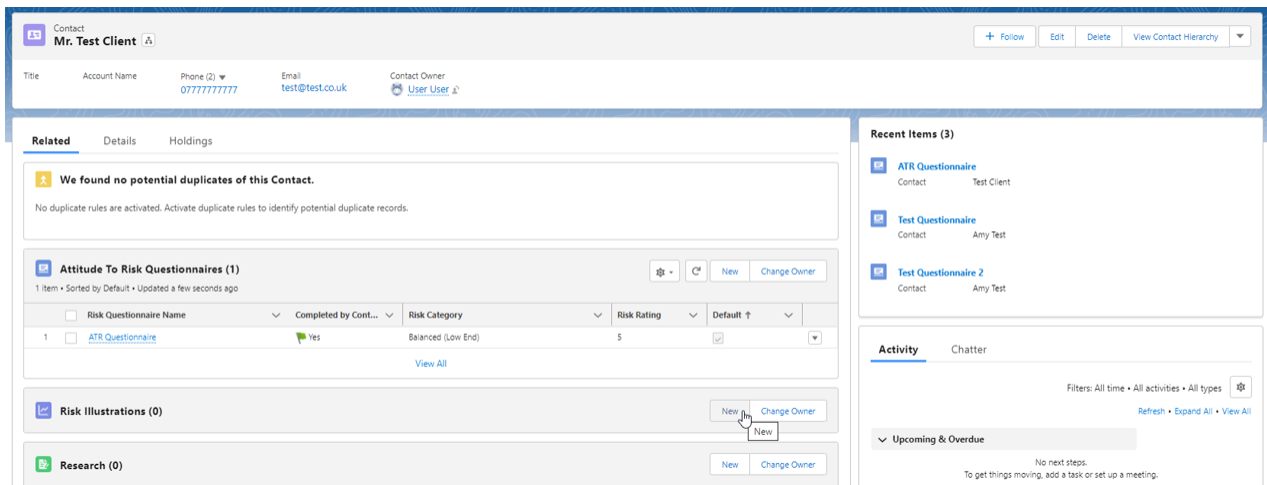 Contact
Mr. Test Client
Follow Edit Delete View Contact Hierarchy
Title Account Name Phone (2) Email Contact Owner
07777777777 test@test.co.uk User User
Related Details Holdings
We found no potential duplicates of this Contact.
No duplicate rules are activated. Activate duplicate rules to identify potential duplicate records.
Attitude To Risk Questionnaires (1)
New Change Owner
1 item • Sorted by Default • Updated a few seconds ago
Risk Questionnaire Name Completed by Cont... Risk Category Risk Rating Default ↑
1 ATR Questionnaire Yes Balanced (Low End) 5
View All
Risk Illustrations (0)
New Change Owner
New
Research (0)
New Change Owner
Recent Items (3)
ATR Questionnaire
Contact Test Client
Test Questionnaire
Contact Amy Test
Test Questionnaire 2
Contact Amy Test
Activity Chatter
Filters: All time • All activities • All types
Refresh • Expand All • View All
Upcoming & Overdue
No next steps.
To get things moving, add a task or set up a meeting.